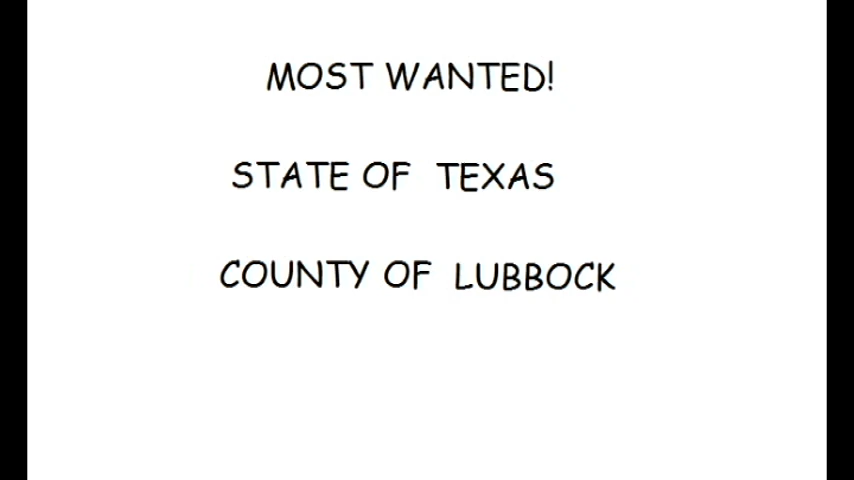 MOST WANTED!
STATE OF TEXAS
COUNTY OF LUBBOCK